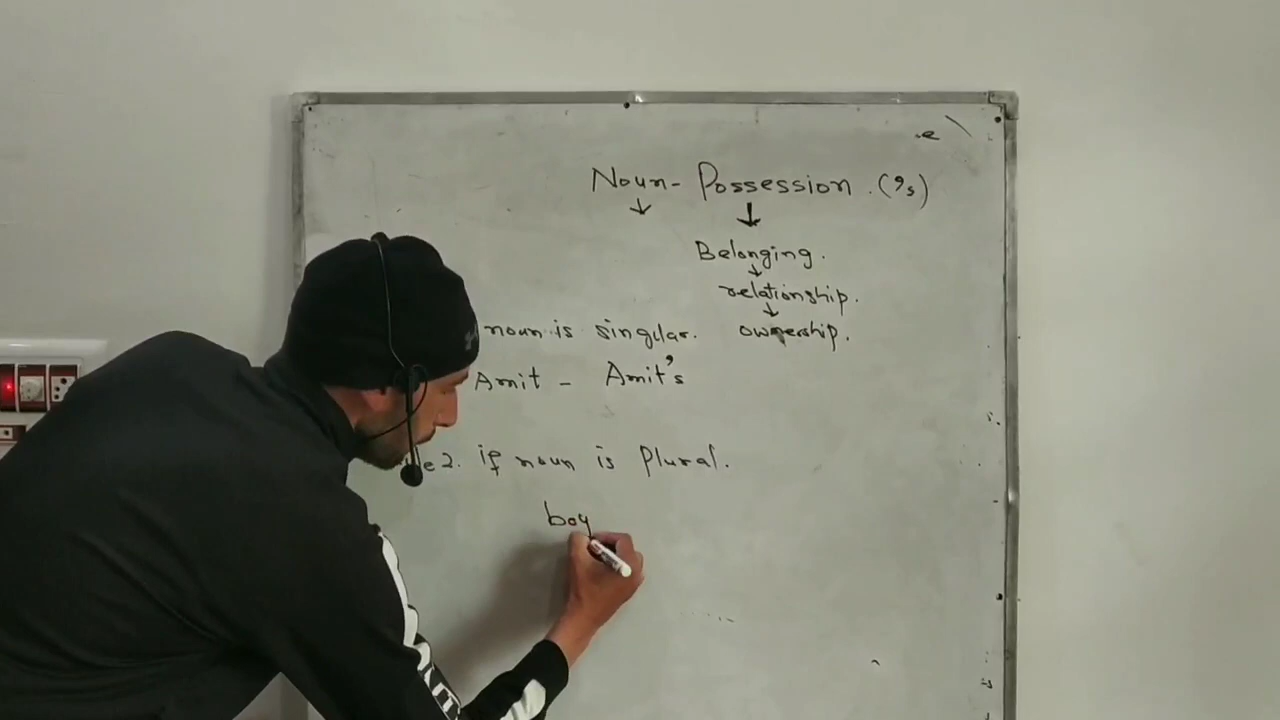 Noun - Possession. ('s)
Belonging.
relationship.
noun is singular. ownership.
Amit - Amit's
e 2. if noun is Plural.
boy